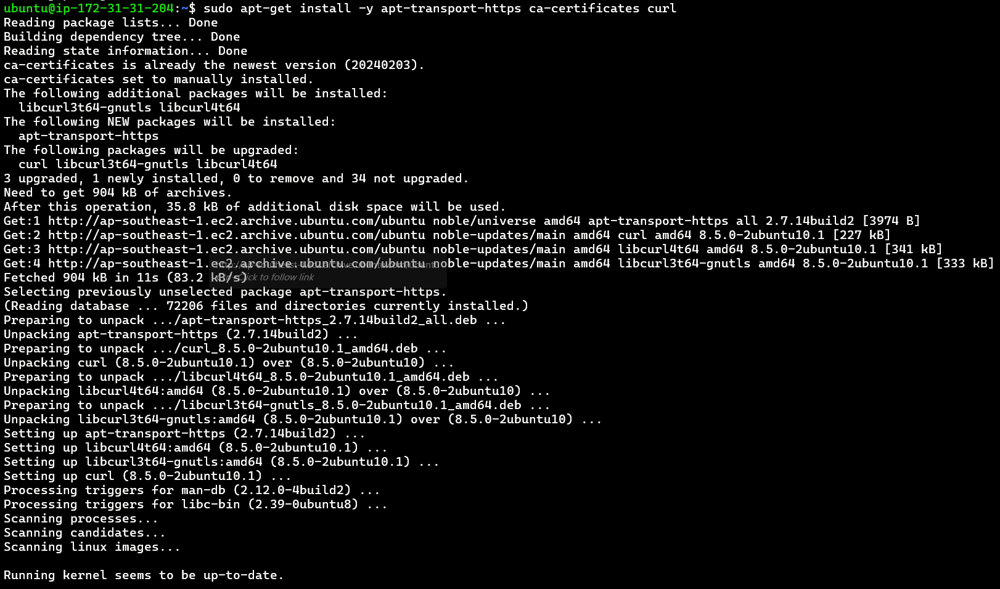 ubuntu@ip-172-31-31-204:~$ sudo apt-get install -y apt-transport-https ca-certificates curl
Reading package lists... Done
Building dependency tree... Done
Reading state information... Done
ca-certificates is already the newest version (20240203).
ca-certificates set to manually installed.
The following additional packages will be installed:
  libcurl3t64-gnutls libcurl4t64
The following NEW packages will be installed:
  apt-transport-https
The following packages will be upgraded:
  curl libcurl3t64-gnutls libcurl4t64
3 upgraded, 1 newly installed, 0 to remove and 34 not upgraded.
Need to get 904 kB of archives.
After this operation, 35.8 kB of additional disk space will be used.
Get:1 http://ap-southeast-1.ec2.archive.ubuntu.com/ubuntu noble/universe amd64 apt-transport-https all 2.7.14build2 [3974 B]
Get:2 http://ap-southeast-1.ec2.archive.ubuntu.com/ubuntu noble-updates/main amd64 curl amd64 8.5.0-2ubuntu10.1 [227 kB]
Get:3 http://ap-southeast-1.ec2.archive.ubuntu.com/ubuntu noble-updates/main amd64 libcurl4t64 amd64 8.5.0-2ubuntu10.1 [341 kB]
Get:4 http://ap-southeast-1.ec2.archive.ubuntu.com/ubuntu noble-updates/main amd64 libcurl3t64-gnutls amd64 8.5.0-2ubuntu10.1 [333 kB]
http://ap-southeast-1.ec2.archive.ubuntu.com/ubuntu
Fetched 904 kB in 11s (83.2 kB/s)
to follow link
Selecting previously unselected package apt-transport-https.
(Reading database ... 72206 files and directories currently installed.)
Preparing to unpack .../apt-transport-https_2.7.14build2_all.deb ...
Unpacking apt-transport-https (2.7.14build2) ...
Preparing to unpack .../curl_8.5.0-2ubuntu10.1_amd64.deb ...
Unpacking curl (8.5.0-2ubuntu10.1) over (8.5.0-2ubuntu10) ...
Preparing to unpack .../libcurl4t64_8.5.0-2ubuntu10.1_amd64.deb ...
Unpacking libcurl4t64:amd64 (8.5.0-2ubuntu10.1) over (8.5.0-2ubuntu10) ...
Preparing to unpack .../libcurl3t64-gnutls_8.5.0-2ubuntu10.1_amd64.deb ...
Unpacking libcurl3t64-gnutls:amd64 (8.5.0-2ubuntu10.1) over (8.5.0-2ubuntu10) ...
Setting up apt-transport-https (2.7.14build2) ...
Setting up libcurl4t64:amd64 (8.5.0-2ubuntu10.1) ...
Setting up libcurl3t64-gnutls:amd64 (8.5.0-2ubuntu10.1) ...
Setting up curl (8.5.0-2ubuntu10.1) ...
Processing triggers for man-db (2.12.0-4build2) ...
Processing triggers for libc-bin (2.39-0ubuntu8) ...
Scanning processes...
Scanning candidates...
Scanning linux images...
Running kernel seems to be up-to-date.